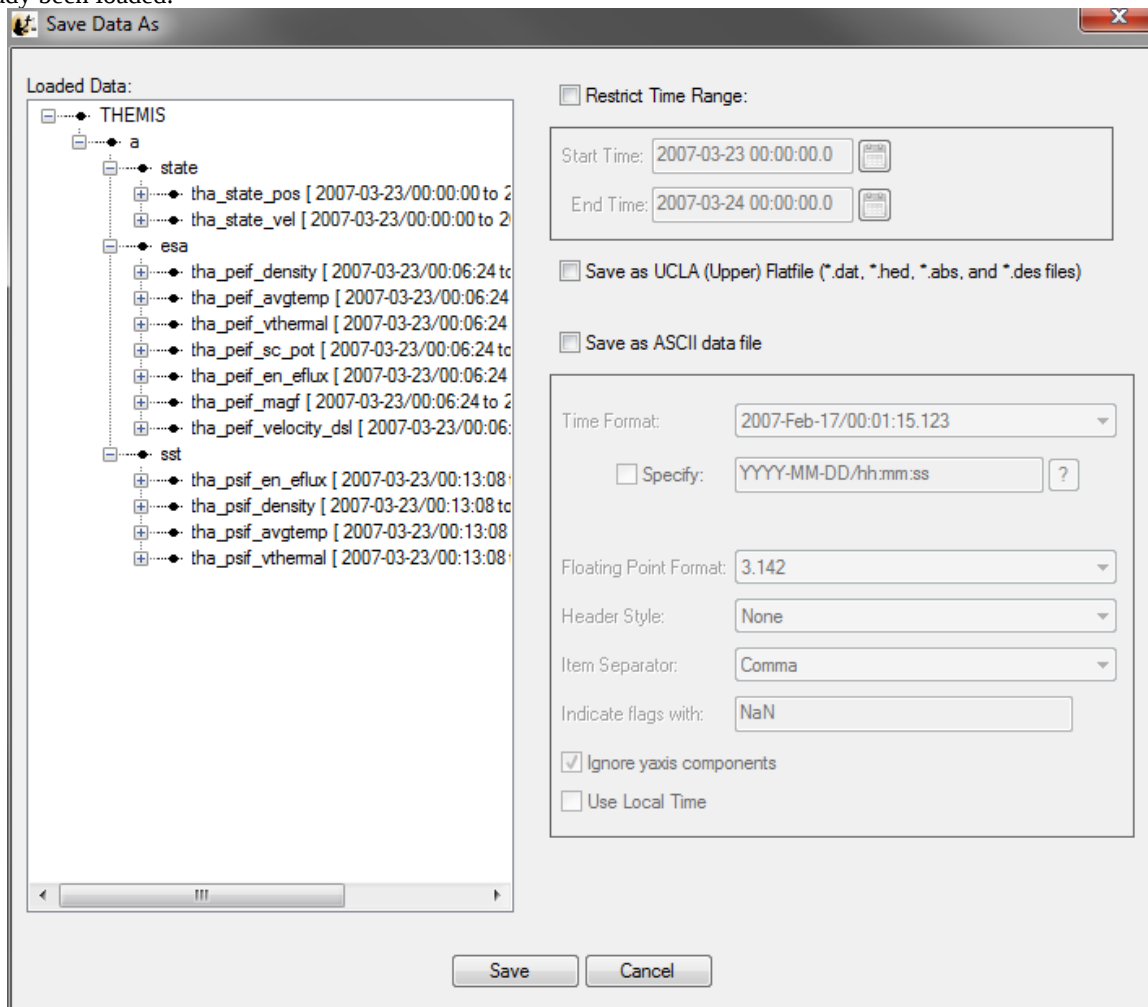 been loaded.
Save Data As
Loaded Data:
THEMIS
a
state
tha_state_pos [ 2007-03-23/00:00:00 to 2
tha_state_vel [ 2007-03-23/00:00:00 to 2
esa
tha_peif_density [ 2007-03-23/00:06:24 to
tha_peif_avgtemp [ 2007-03-23/00:06:24
tha_peif_vthermal [ 2007-03-23/00:06:24
tha_peif_sc_pot [ 2007-03-23/00:06:24 to
tha_peif_en_eflux [ 2007-03-23/00:06:24
tha_peif_magf [ 2007-03-23/00:06:24 to 2
tha_peif_velocity_dsl [ 2007-03-23/00:06:
sst
tha_psif_en_eflux [ 2007-03-23/00:13:08
tha_psif_density [ 2007-03-23/00:13:08 to
tha_psif_avgtemp [ 2007-03-23/00:13:08
tha_psif_vthermal [ 2007-03-23/00:13:08
Restrict Time Range:
Start Time: 2007-03-23 00:00:00.0
End Time: 2007-03-24 00:00:00.0
Save as UCLA (Upper) Flatfile (*.dat, *.hed, *.abs, and *.des files)
Save as ASCII data file
Time Format: 2007-Feb-17/00:01:15.123
Specify: YYYY-MM-DD/hh:mm:ss ?
Floating Point Format: 3.142
Header Style: None
Item Separator: Comma
Indicate flags with: NaN
Ignore yaxis components
Use Local Time
Save Cancel